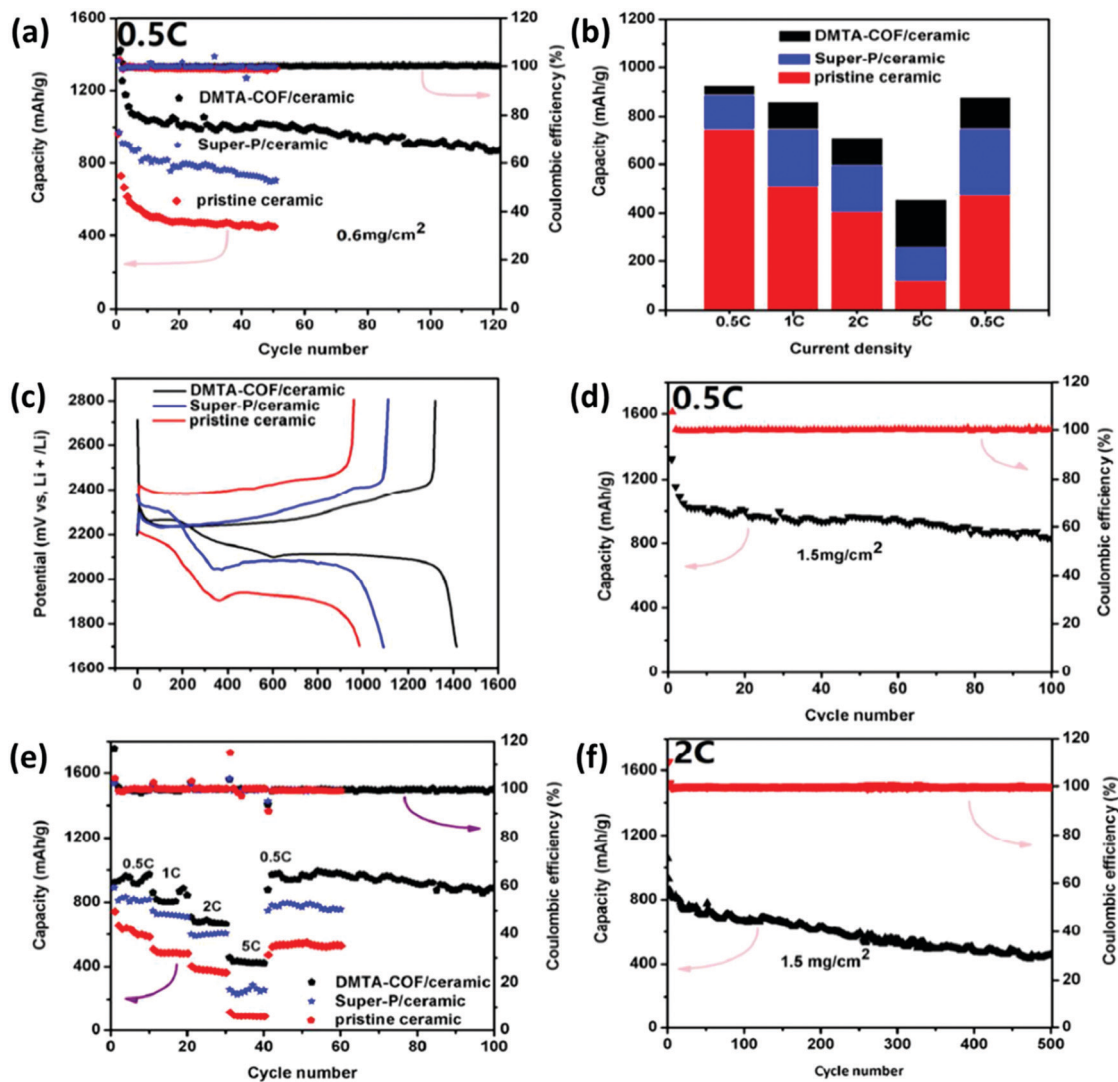 (a)
0.5C
1600
1200
800
400
0
120
100
80
60
40
20
0
Capacity (mAh/g)
Coulombic efficiency (%)
DMTA-COF/ceramic
Super-P/ceramic
pristine ceramic
0.6mg/cm²
0 20 40 60 80 100 120
Cycle number
(b)
1200
1000
800
600
400
200
0
Capacity (mAh/g)
DMTA-COF/ceramic
Super-P/ceramic
pristine ceramic
0.5C 1C 2C 5C 0.5C
Current density
(c)
2800
2600
2400
2200
2000
1800
1600
Potential (mV vs, Li + /Li)
DMTA-COF/ceramic
Super-P/ceramic
pristine ceramic
0 200 400 600 800 1000 1200 1400 1600
(d)
0.5C
1600
1200
1000
800
400
0
120
100
80
60
40
20
0
Capacity (mAh/g)
Coulombic efficiency (%)
1.5mg/cm²
0 20 40 60 80 100
Cycle number
(e)
1600
1200
800
400
0
120
100
80
60
40
20
0
Capacity (mAh/g)
Coulombic efficiency (%)
0.5C
1C
2C
5C
0.5C
DMTA-COF/ceramic
Super-P/ceramic
pristine ceramic
0 20 40 60 80 100
Cycle number
(f)
2C
1600
1200
800
400
0
120
100
80
60
40
20
0
Capacity (mAh/g)
Coulombic efficiency (%)
1.5 mg/cm²
0 100 200 300 400 500
Cycle number